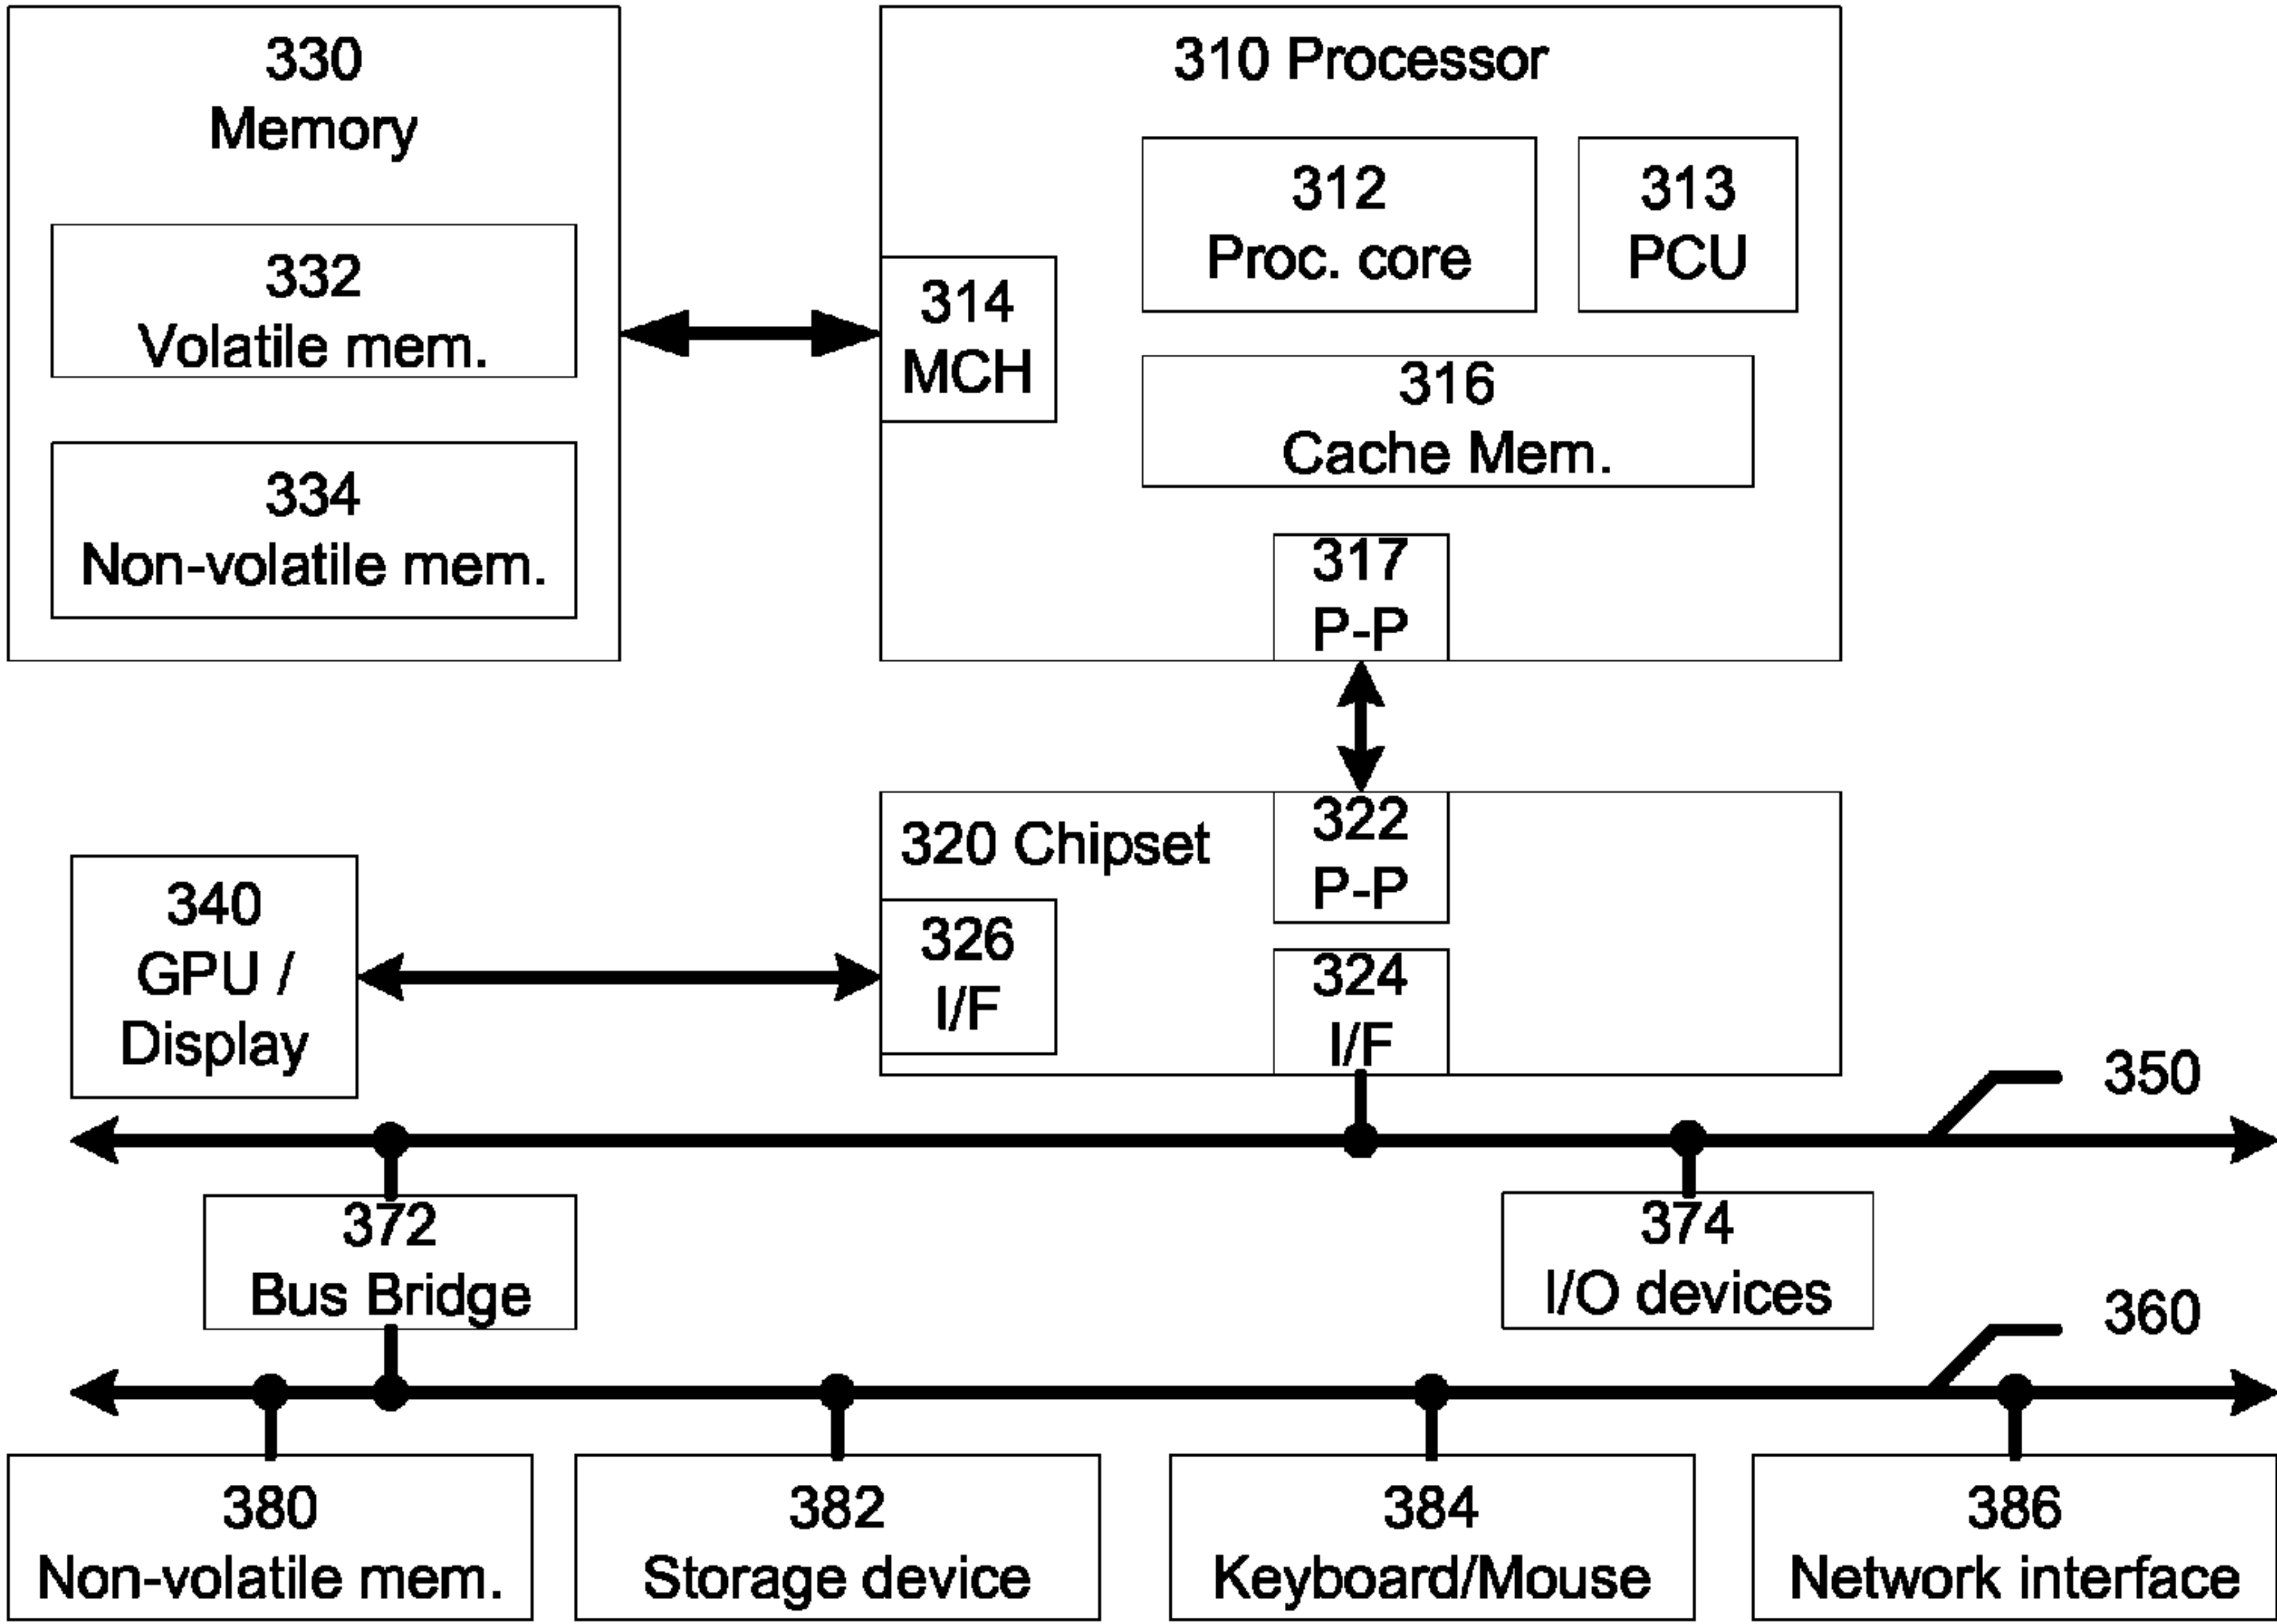 330
Memory
332
Volatile mem.
334
Non-volatile mem.
310 Processor
312
Proc. core
313
PCU
314
MCH
316
Cache Mem.
317
P-P
320 Chipset
322
P-P
326
I/F
324
I/F
340
GPU /
Display
350
372
Bus Bridge
374
I/O devices
360
380
Non-volatile mem.
382
Storage device
384
Keyboard/Mouse
386
Network interface